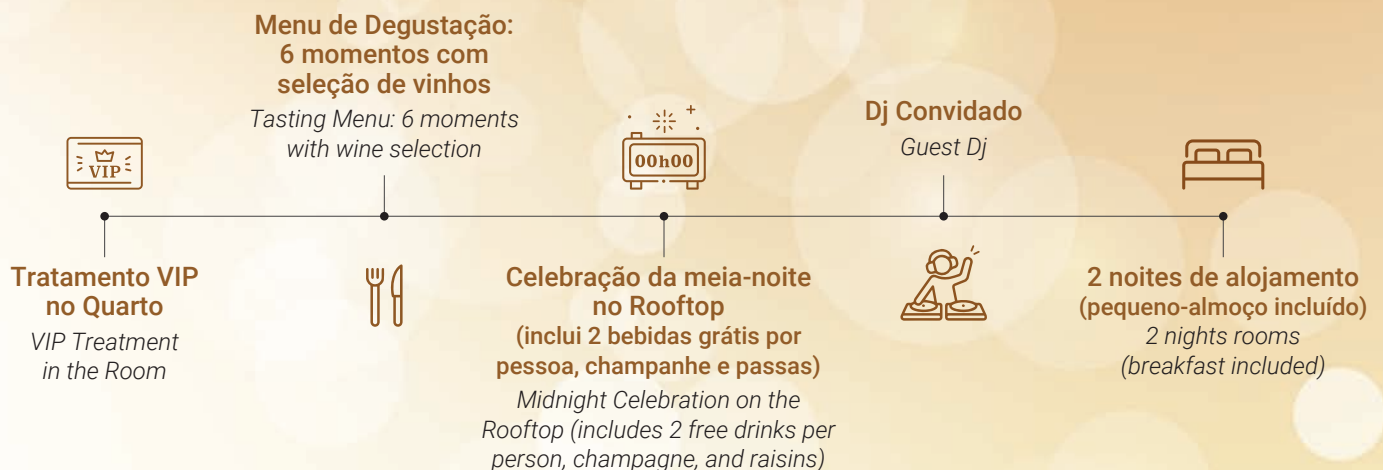 VIP
Tratamento VIP
no Quarto
VIP Treatment
in the Room
Menu de Degustação:
6 momentos com
seleção de vinhos
Tasting Menu: 6 moments
with wine selection
00h00
Celebração da meia-noite
no Rooftop
(inclui 2 bebidas grátis por
pessoa, champanhe e passas)
Midnight Celebration on the
Rooftop (includes 2 free drinks per
person, champagne, and raisins)
Dj Convidado
Guest Dj
2 noites de alojamento
(pequeno-almoço incluído)
2 nights rooms
(breakfast included)